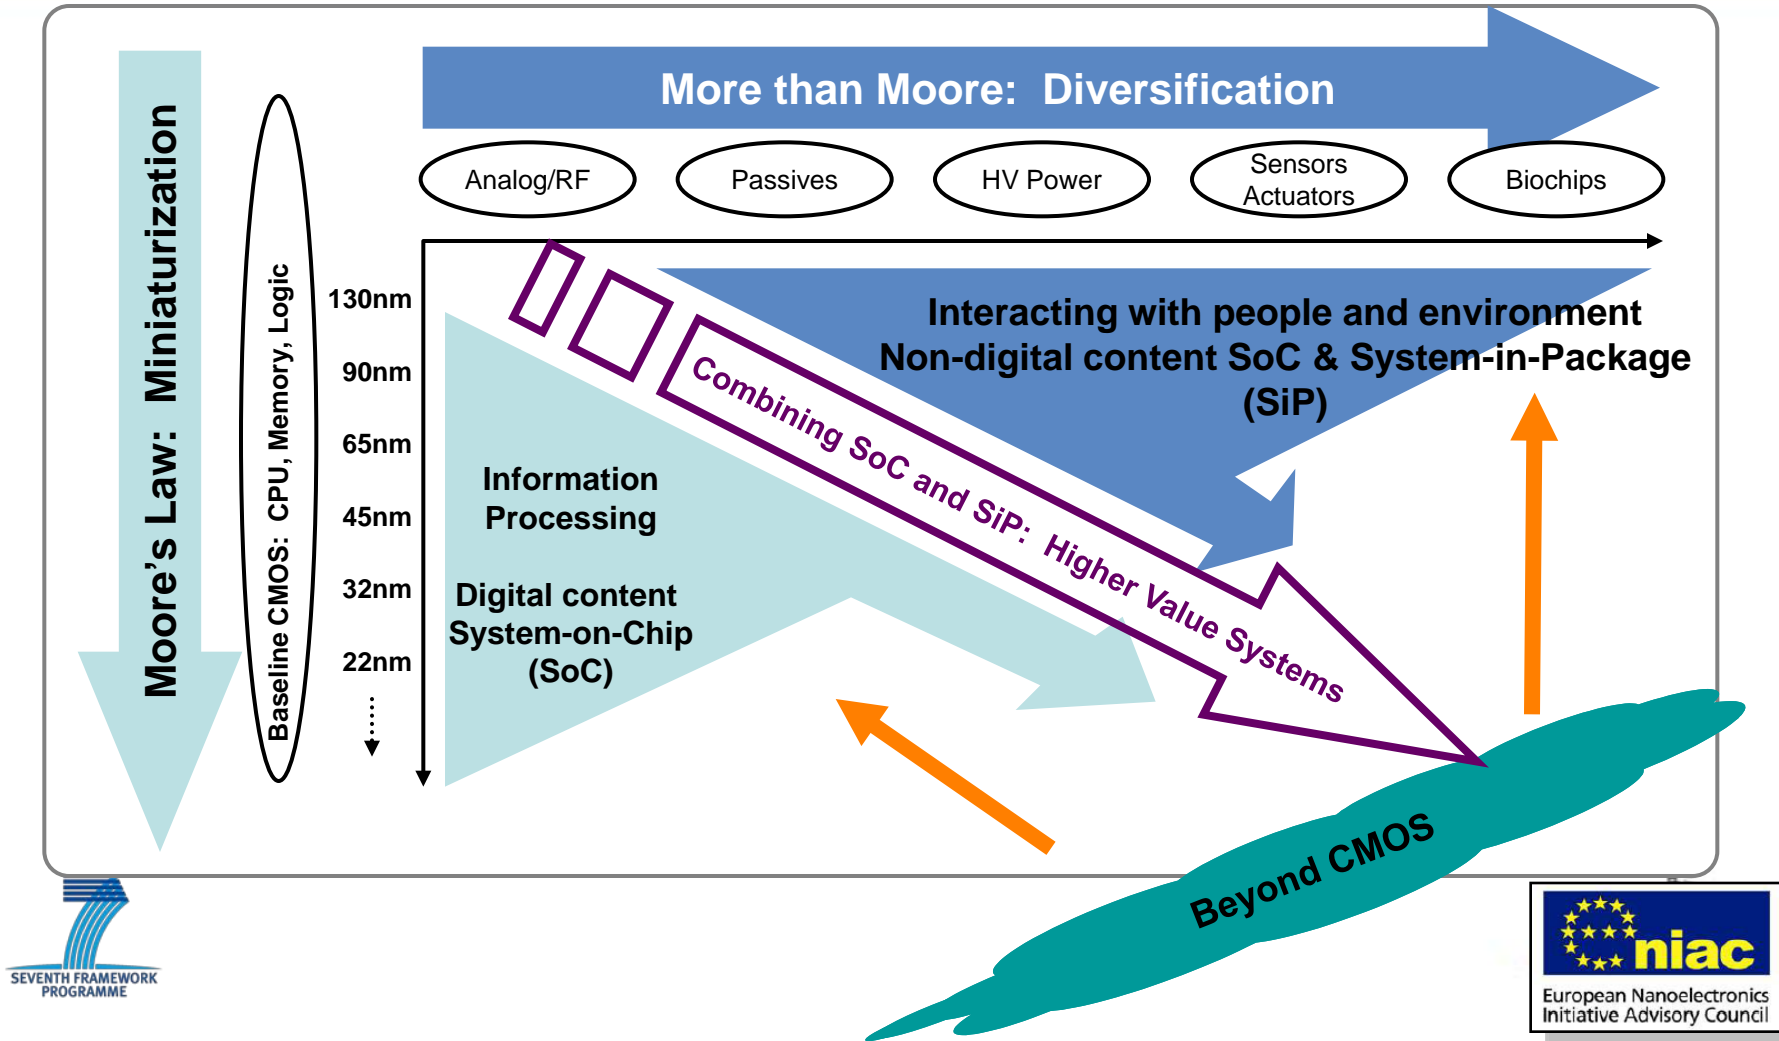 More than Moore: Diversification
Analog/RF
Passives
HV Power
Sensors
Actuators
Biochips
Moore's Law: Miniaturization
Baseline CMOS: CPU, Memory, Logic
130nm
90nm
65nm
45nm
32nm
22nm
Interacting with people and environment
Non-digital content SoC & System-in-Package
(SiP)
Combining SoC and SiP: Higher Value Systems
Information
Processing
Digital content
System-on-Chip
(SoC)
Beyond CMOS
SEVENTH FRAMEWORK
PROGRAMME
niac
European Nanoelectronics
Initiative Advisory Council